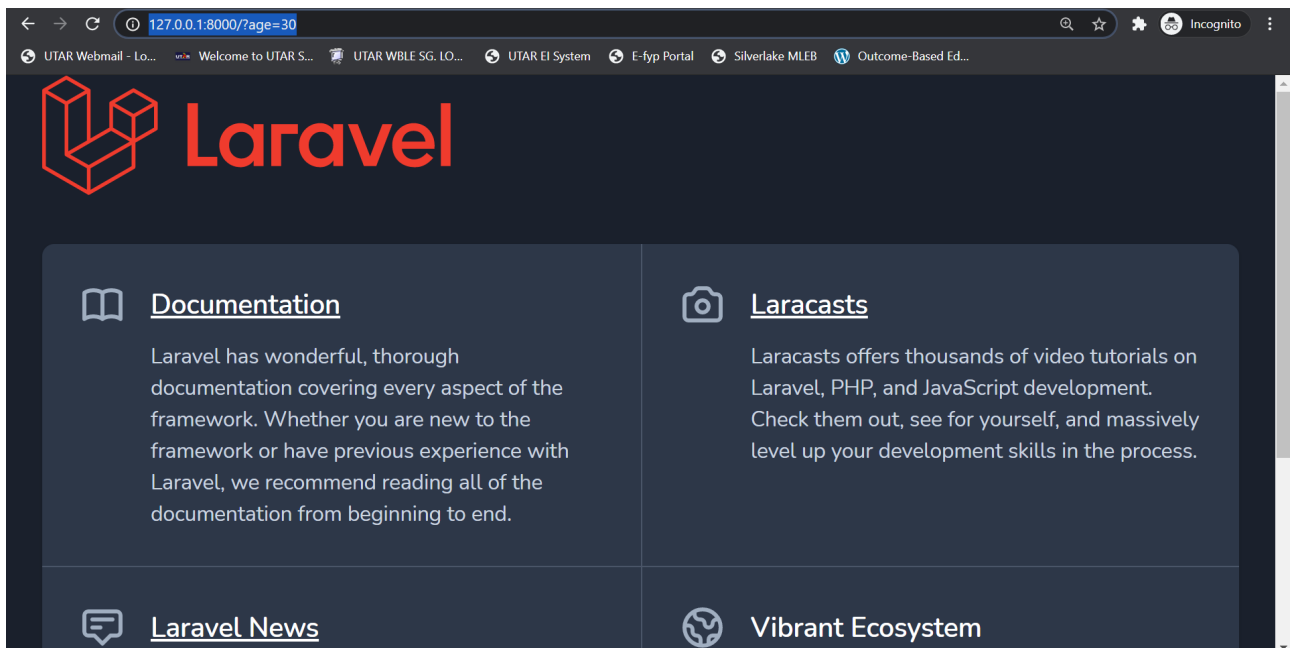 127.0.0.1:8000/?age=30
Incognito
UTAR Webmail - Lo...
Welcome to UTAR S...
UTAR WBLE SG. LO...
UTAR EI System
E-fyp Portal
Silverlake MLEB
Outcome-Based Ed...
Laravel
Documentation
Laravel has wonderful, thorough
documentation covering every aspect of the
framework. Whether you are new to the
framework or have previous experience with
Laravel, we recommend reading all of the
documentation from beginning to end.
Laracasts
Laracasts offers thousands of video tutorials on
Laravel, PHP, and JavaScript development.
Check them out, see for yourself, and massively
level up your development skills in the process.
Laravel News
Vibrant Ecosystem